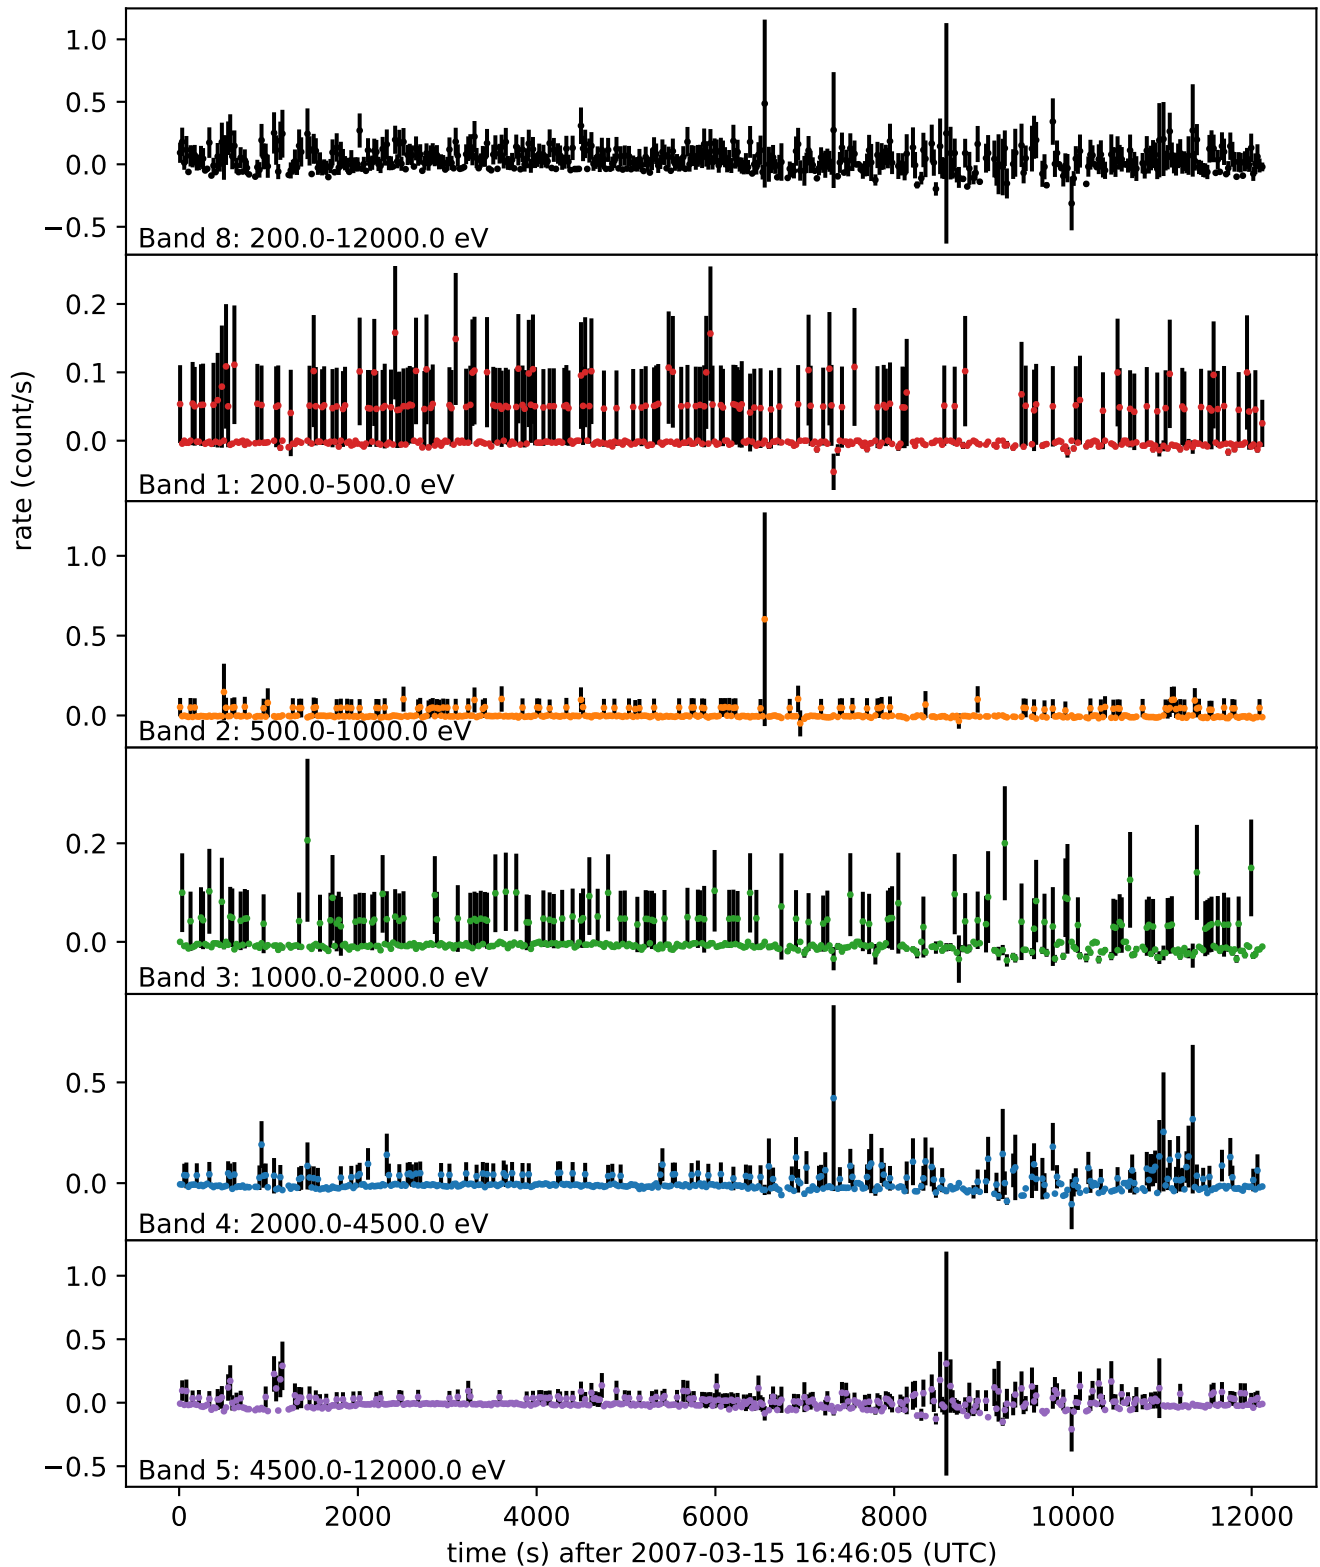 1.0
0.5
0.0
−0.5
Band 8: 200.0-12000.0 eV
0.2
0.1
0.0
Band 1: 200.0-500.0 eV
rate (count/s)
1.0
0.5
0.0
Band 2: 500.0-1000.0 eV
0.2
0.0
Band 3: 1000.0-2000.0 eV
0.5
0.0
Band 4: 2000.0-4500.0 eV
1.0
0.5
0.0
−0.5
Band 5: 4500.0-12000.0 eV
0 2000 4000 6000 8000 10000 12000
time (s) after 2007-03-15 16:46:05 (UTC)